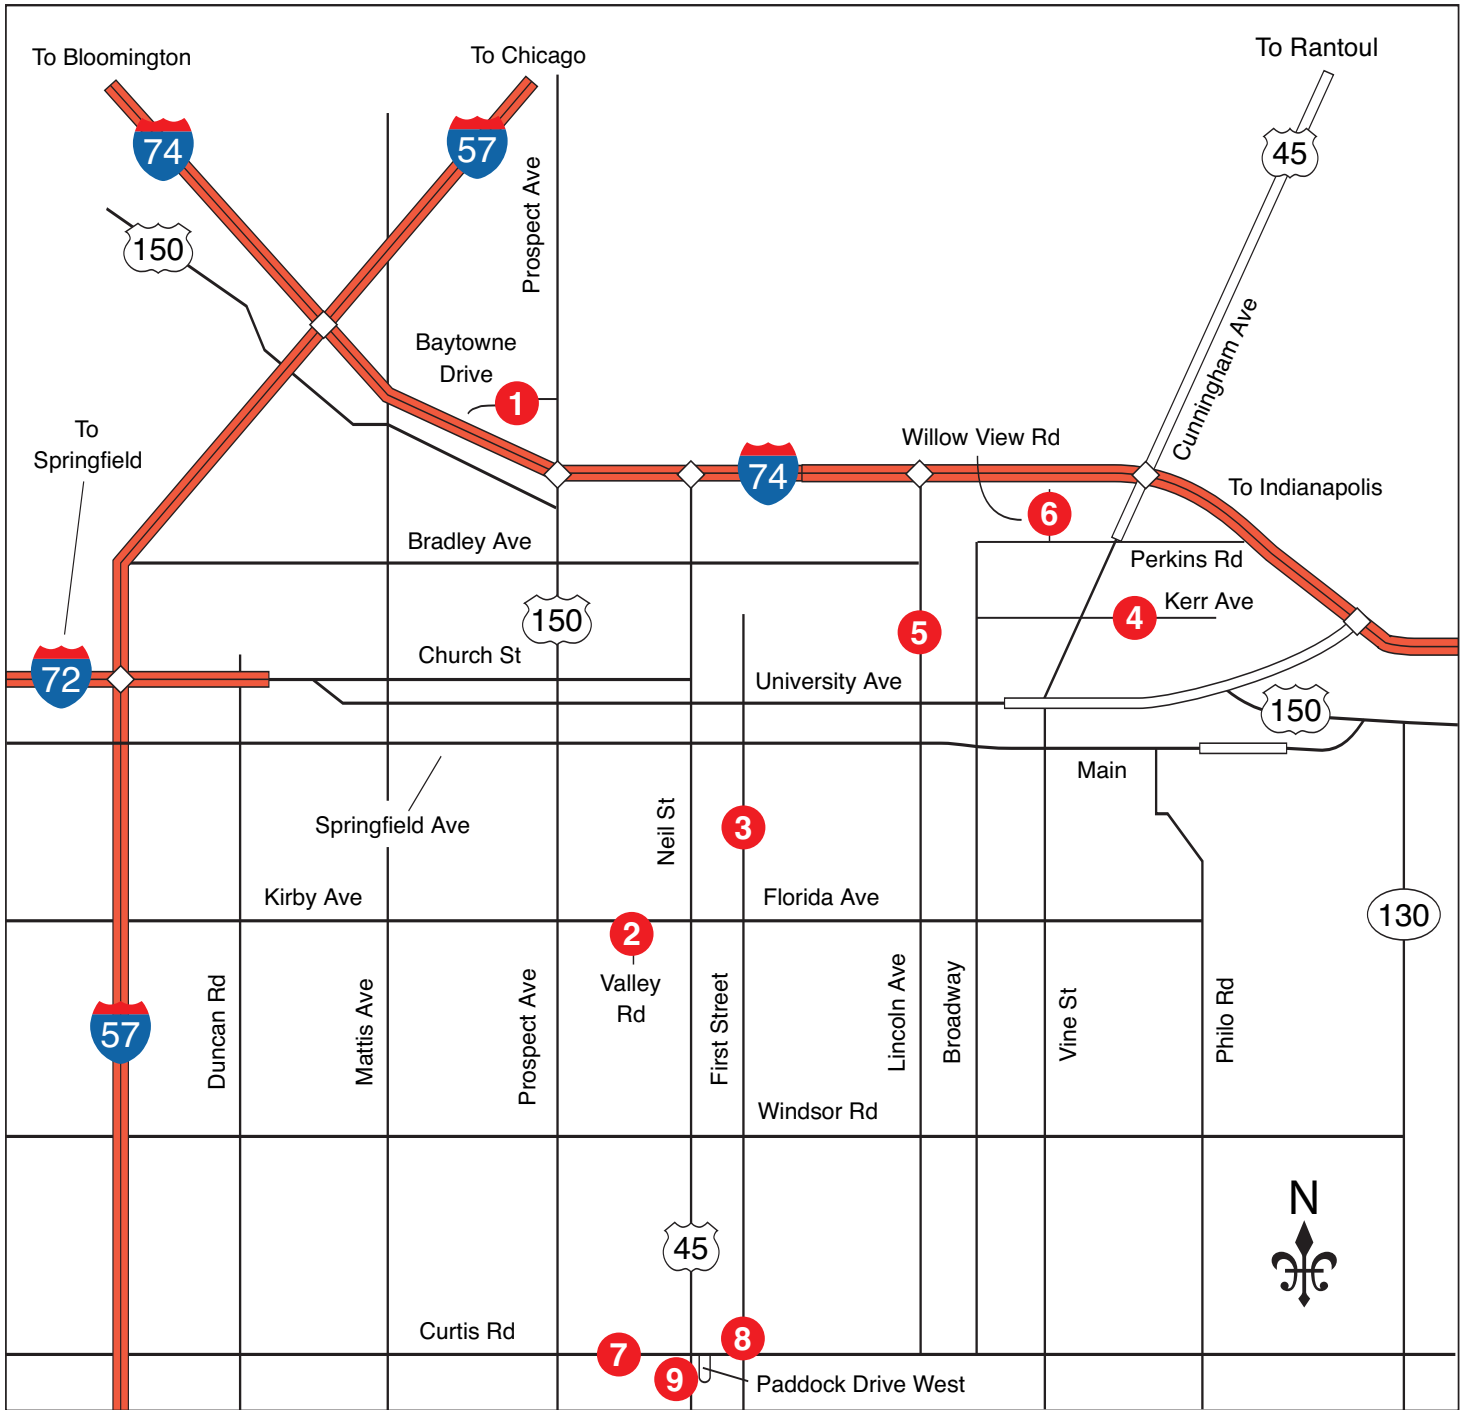 To Bloomington
To Chicago
To Rantoul
74
57
45
150
Prospect Ave
Baytowne
Drive
1
Cunningham Ave
To
Springfield
Willow View Rd
74
To Indianapolis
6
Bradley Ave
Perkins Rd
150
5
4
Kerr Ave
72
Church St
University Ave
150
Main
Springfield Ave
Neil St
3
Kirby Ave
Florida Ave
130
2
Valley
Rd
57
Duncan Rd
Mattis Ave
Prospect Ave
First Street
Lincoln Ave
Broadway
Vine St
Philo Rd
Windsor Rd
N
45
Curtis Rd
7
8
9
Paddock Drive West